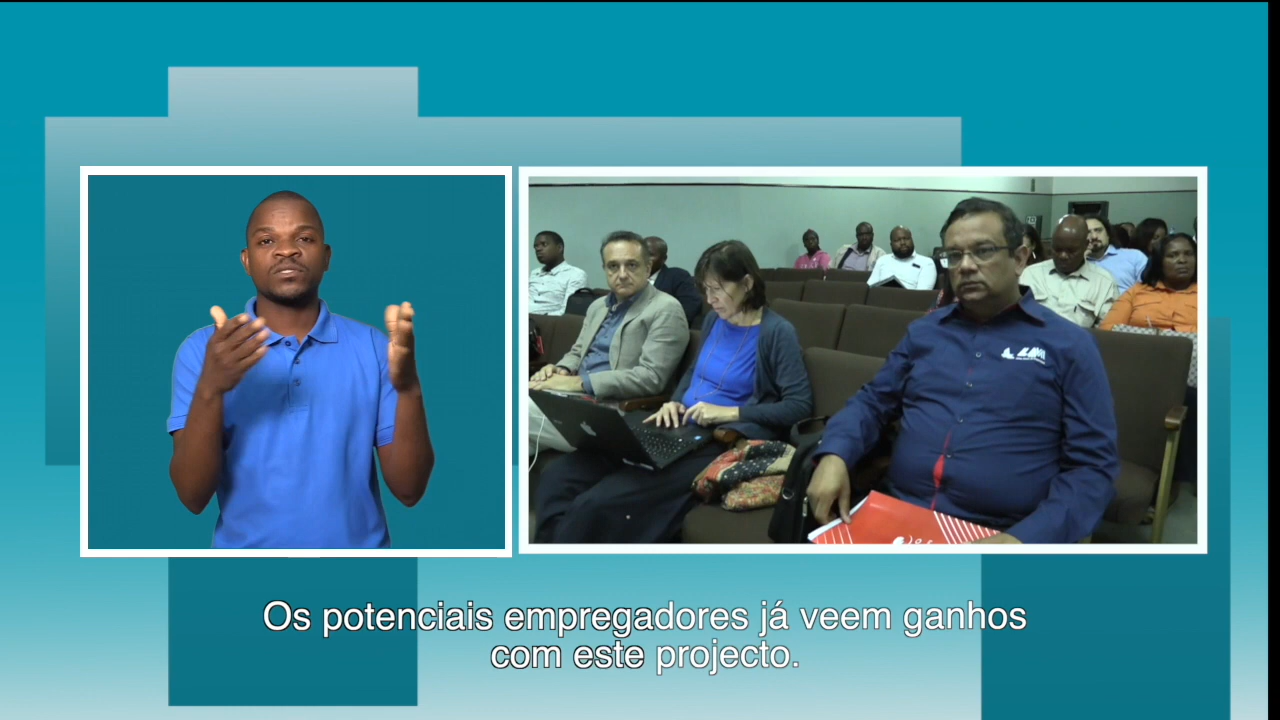 Os potenciais empregadores já veem ganhos
com este projecto.